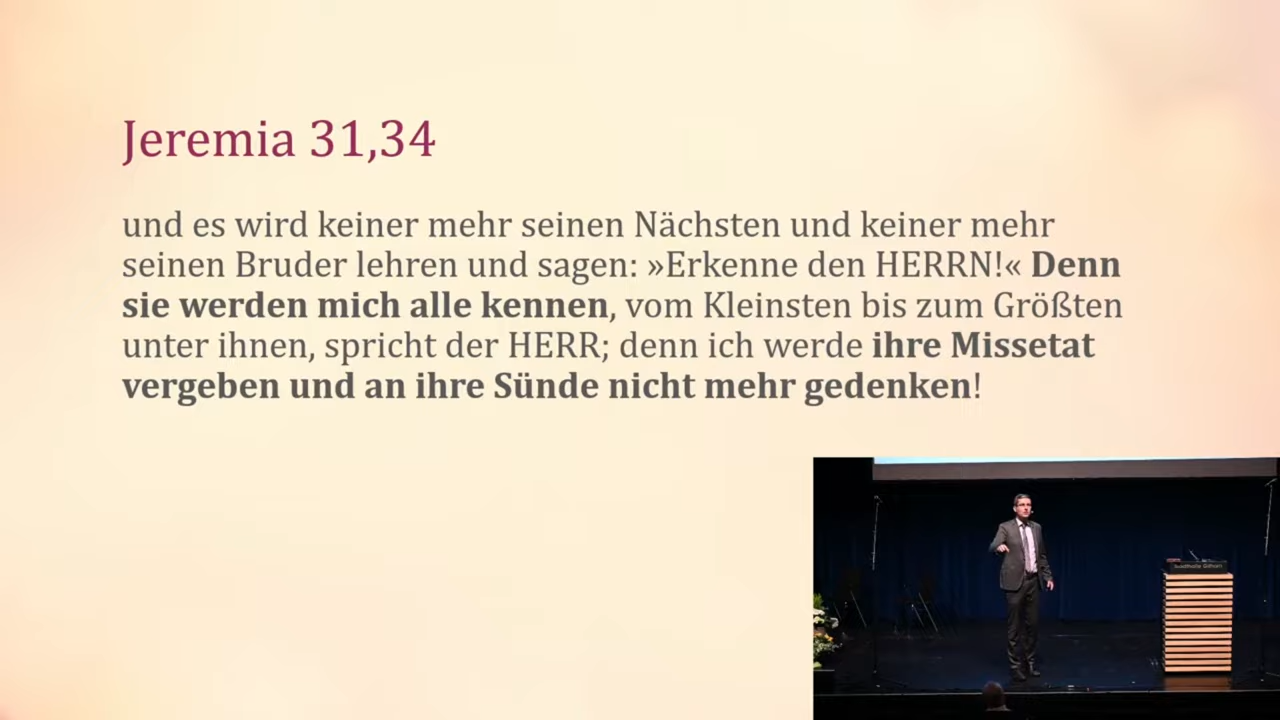 Jeremia 31,34
und es wird keiner mehr seinen Nächsten und keiner mehr
seinen Bruder lehren und sagen: »Erkenne den HERRN!« Denn
sie werden mich alle kennen, vom Kleinsten bis zum Größten
unter ihnen, spricht der HERR; denn ich werde ihre Missetat
vergeben und an ihre Sünde nicht mehr gedenken!
Stadthalle Gifhorn